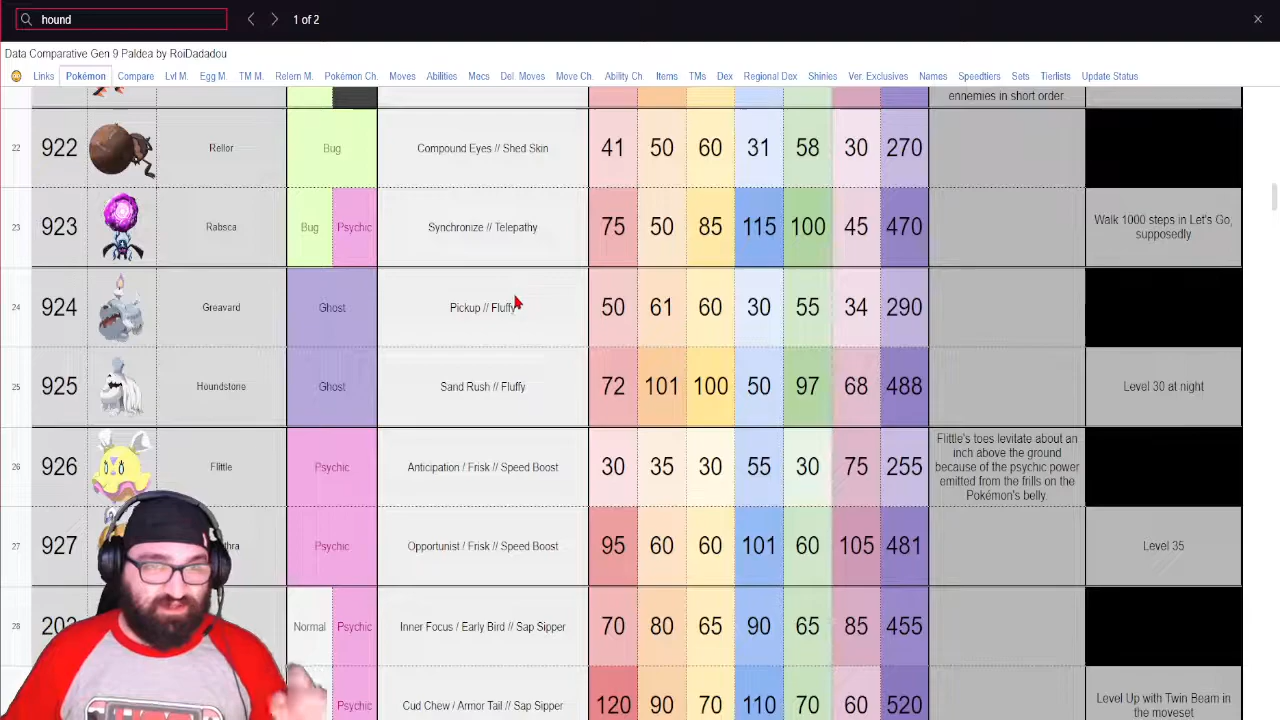 hound
1 of 2
Data Comparative Gen 9 Paldea by RoiDadadou
Links Pokémon Compare Lvl M. Egg M. TM M. Relern M. Pokémon Ch. Moves Abilities Mecs Del. Moves Move Ch. Ability Ch. Items TMs Dex Regional Dex Shinies Ver. Exclusives Names Speedtiers Sets Tierlists Update Status
ennemies in short order.
22 922 Rellor Bug Compound Eyes // Shed Skin 41 50 60 31 58 30 270
23 923 Rabsca Bug Psychic Synchronize // Telepathy 75 50 85 115 100 45 470 Walk 1000 steps in Let's Go,
supposedly
24 924 Greavard Ghost Pickup // Fluffy 50 61 60 30 55 34 290
25 925 Houndstone Ghost Sand Rush // Fluffy 72 101 100 50 97 68 488 Level 30 at night
26 926 Flittle Psychic Anticipation / Frisk // Speed Boost 30 35 30 55 30 75 255
Flittle's toes levitate about an
inch above the ground
because of the psychic power
emitted from the frills on the
Pokémon's belly.
27 927 Psychic Opportunist / Frisk // Speed Boost 95 60 60 101 60 105 481 Level 35
28 Normal Psychic Inner Focus / Early Bird // Sap Sipper 70 80 65 90 65 85 455
Psychic Cud Chew / Armor Tail // Sap Sipper 120 90 70 110 70 60 520 Level Up with Twin Beam in
the moveset